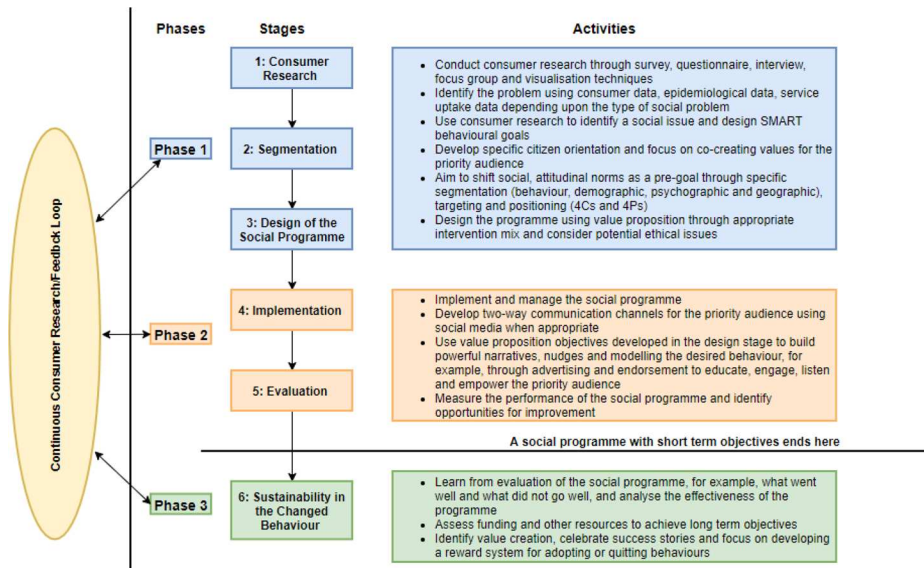 Phases
Stages
Activities
Continuous Consumer Research/Feedback Loop
Phase 1
1: Consumer
Research
2: Segmentation
3: Design of the
Social Programme
• Conduct consumer research through survey, questionnaire, interview,
focus group and visualisation techniques
• Identify the problem using consumer data, epidemiological data, service
uptake data depending upon the type of social problem
• Use consumer research to identify a social issue and design SMART
behavioural goals
• Develop specific citizen orientation and focus on co-creating values for the
priority audience
• Aim to shift social, attitudinal norms as a pre-goal through specific
segmentation (behaviour, demographic, psychographic and geographic),
targeting and positioning (4Cs and 4Ps)
• Design the programme using value proposition through appropriate
intervention mix and consider potential ethical issues
Phase 2
4: Implementation
5: Evaluation
• Implement and manage the social programme
• Develop two-way communication channels for the priority audience using
social media when appropriate
• Use value proposition objectives developed in the design stage to build
powerful narratives, nudges and modelling the desired behaviour, for
example, through advertising and endorsement to educate, engage, listen
and empower the priority audience
• Measure the performance of the social programme and identify
opportunities for improvement
A social programme with short term objectives ends here
Phase 3
6: Sustainability in
the Changed
Behaviour
• Learn from evaluation of the social programme, for example, what went
well and what did not go well, and analyse the effectiveness of the
programme
• Assess funding and other resources to achieve long term objectives
• Identify value creation, celebrate success stories and focus on developing
a reward system for adopting or quitting behaviours